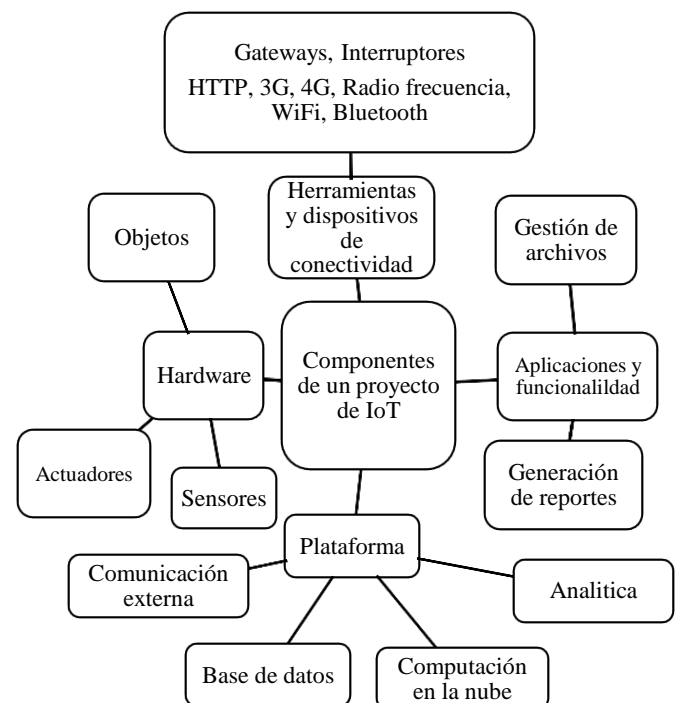 Gateways, Interruptores
HTTP, 3G, 4G, Radio frecuencia,
WiFi, Bluetooth
Herramientas
y dispositivos
de
conectividad
Objetos
Gestión de
archivos
Hardware
Componentes
de un proyecto
de IoT
Aplicaciones y
funcionalildad
Actuadores
Sensores
Generación
de reportes
Plataforma
Comunicación
externa
Analitica
Base de datos
Computación
en la nube